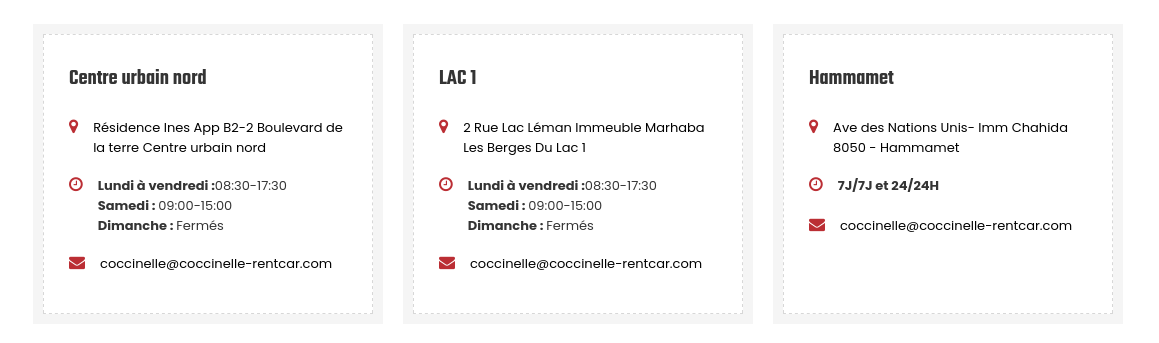 Centre urbain nord
Résidence Ines App B2-2 Boulevard de
la terre Centre urbain nord
Lundi à vendredi :08:30-17:30
Samedi : 09:00-15:00
Dimanche : Fermés
coccinelle@coccinelle-rentcar.com
LAC 1
2 Rue Lac Léman Immeuble Marhaba
Les Berges Du Lac 1
Lundi à vendredi :08:30-17:30
Samedi : 09:00-15:00
Dimanche : Fermés
coccinelle@coccinelle-rentcar.com
Hammamet
Ave des Nations Unis- Imm Chahida
8050 - Hammamet
7J/7J et 24/24H
coccinelle@coccinelle-rentcar.com